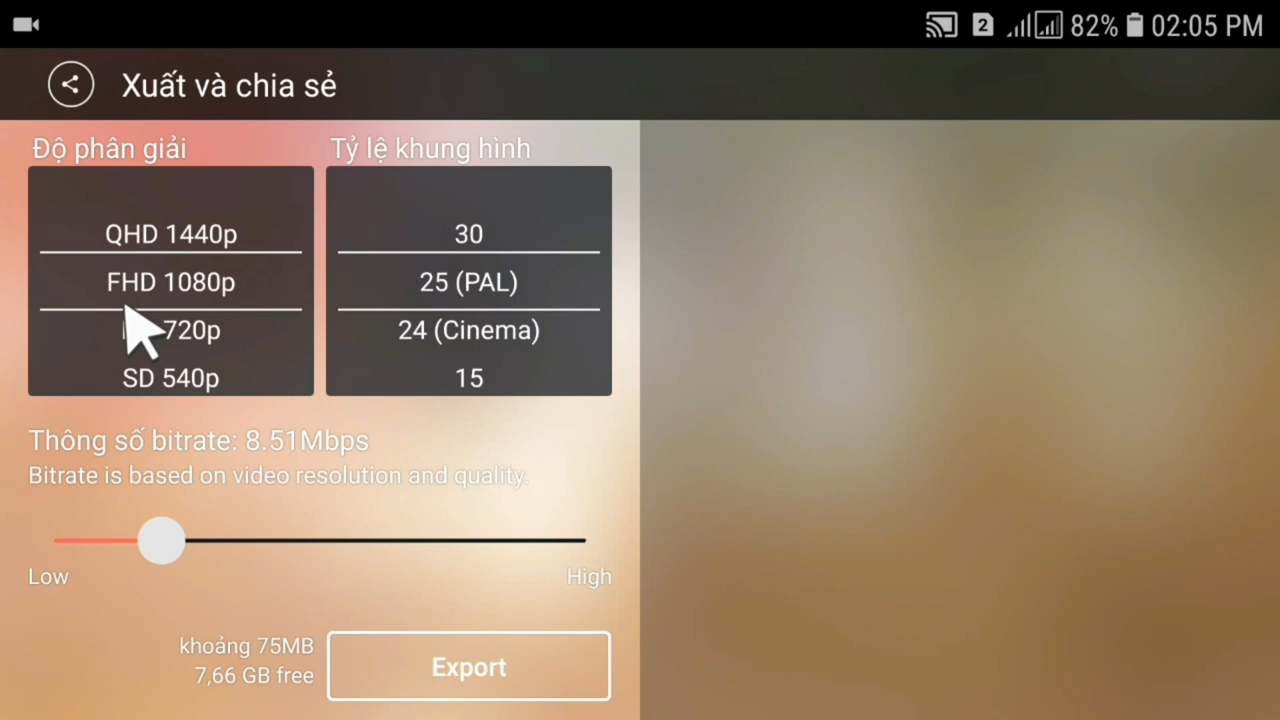 2 82% 02:05 PM
Xuất và chia sẻ
Độ phân giải
QHD 1440p
FHD 1080p
720p
SD 540p
Tỷ lệ khung hình
30
25 (PAL)
24 (Cinema)
15
Thông số bitrate: 8.51Mbps
Bitrate is based on video resolution and quality.
Low
High
khoảng 75MB
7,66 GB free
Export